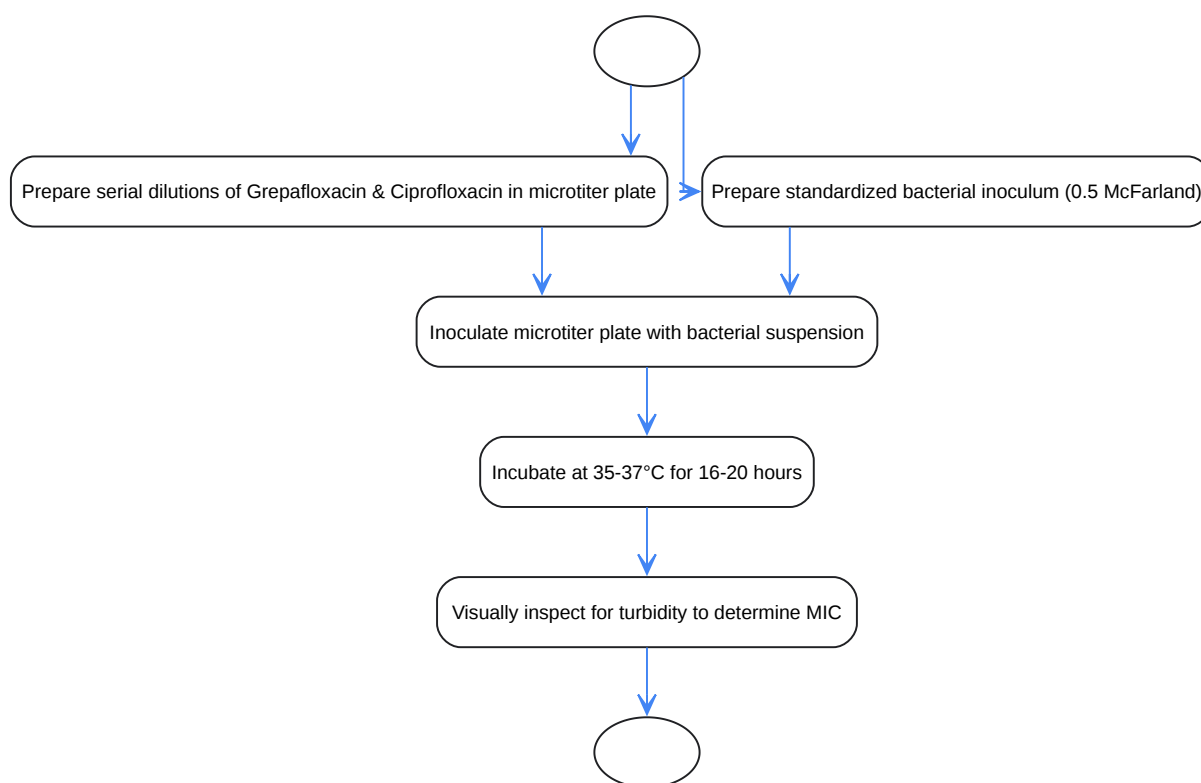 Prepare serial dilutions of Grepafloxacin & Ciprofloxacin in microtiter plate
Prepare standardized bacterial inoculum (0.5 McFarland)
Inoculate microtiter plate with bacterial suspension
Incubate at 35-37°C for 16-20 hours
Visually inspect for turbidity to determine MIC